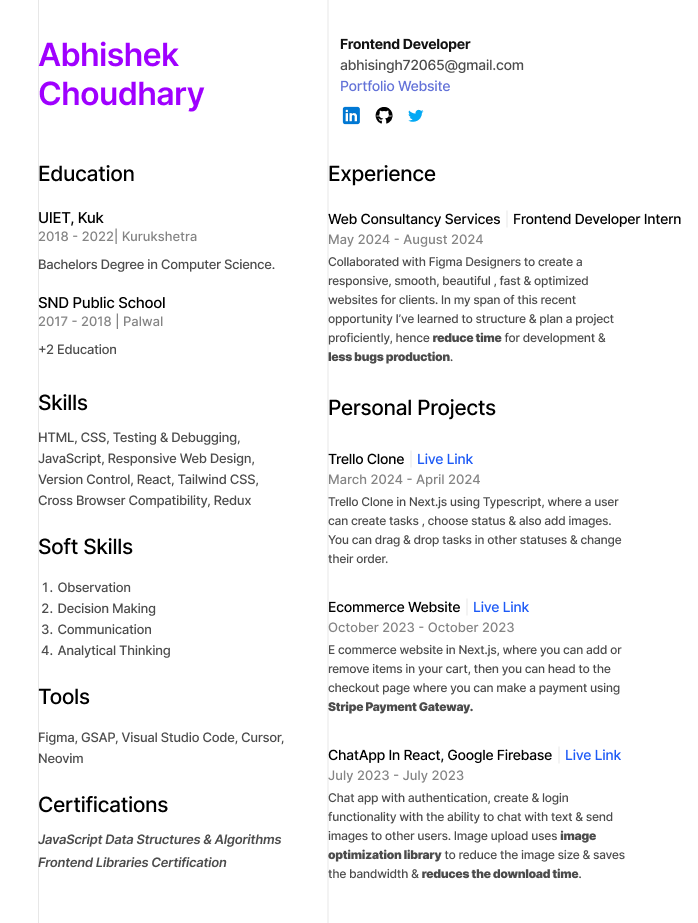 Abhishek
Choudhary
Frontend Developer
abhisingh72065@gmail.com
Portfolio Website
Education
UIET, Kuk
2018 - 2022| Kurukshetra
Bachelors Degree in Computer Science.
SND Public School
2017 - 2018 | Palwal
+2 Education
Skills
HTML, CSS, Testing & Debugging,
JavaScript, Responsive Web Design,
Version Control, React, Tailwind CSS,
Cross Browser Compatibility, Redux
Soft Skills
1. Observation
2. Decision Making
3. Communication
4. Analytical Thinking
Tools
Figma, GSAP, Visual Studio Code, Cursor,
Neovim
Certifications
JavaScript Data Structures & Algorithms
Frontend Libraries Certification
Experience
Web Consultancy Services | Frontend Developer Intern
May 2024 - August 2024
Collaborated with Figma Designers to create a
responsive, smooth, beautiful , fast & optimized
websites for clients. In my span of this recent
opportunity I’ve learned to structure & plan a project
proficiently, hence reduce time for development &
less bugs production.
Personal Projects
Trello Clone | Live Link
March 2024 - April 2024
Trello Clone in Next.js using Typescript, where a user
can create tasks , choose status & also add images.
You can drag & drop tasks in other statuses & change
their order.
Ecommerce Website | Live Link
October 2023 - October 2023
E commerce website in Next.js, where you can add or
remove items in your cart, then you can head to the
checkout page where you can make a payment using
Stripe Payment Gateway.
ChatApp In React, Google Firebase | Live Link
July 2023 - July 2023
Chat app with authentication, create & login
functionality with the ability to chat with text & send
images to other users. Image upload uses image
optimization library to reduce the image size & saves
the bandwidth & reduces the download time.